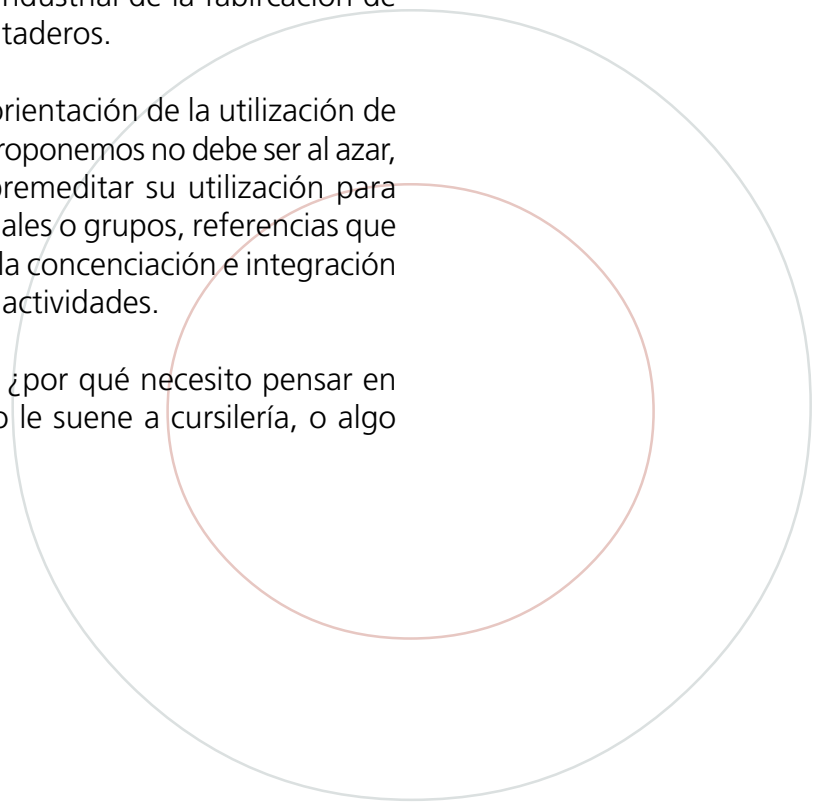 ndustrial de la fabircación de
taderos.
orientación de la utilización de
roponemos no debe ser al azar,
premeditar su utilización para
ales o grupos, referencias que
la concenciación e integración
actividades.
¿por qué necesito pensar en
o le suene a cursilería, o algo